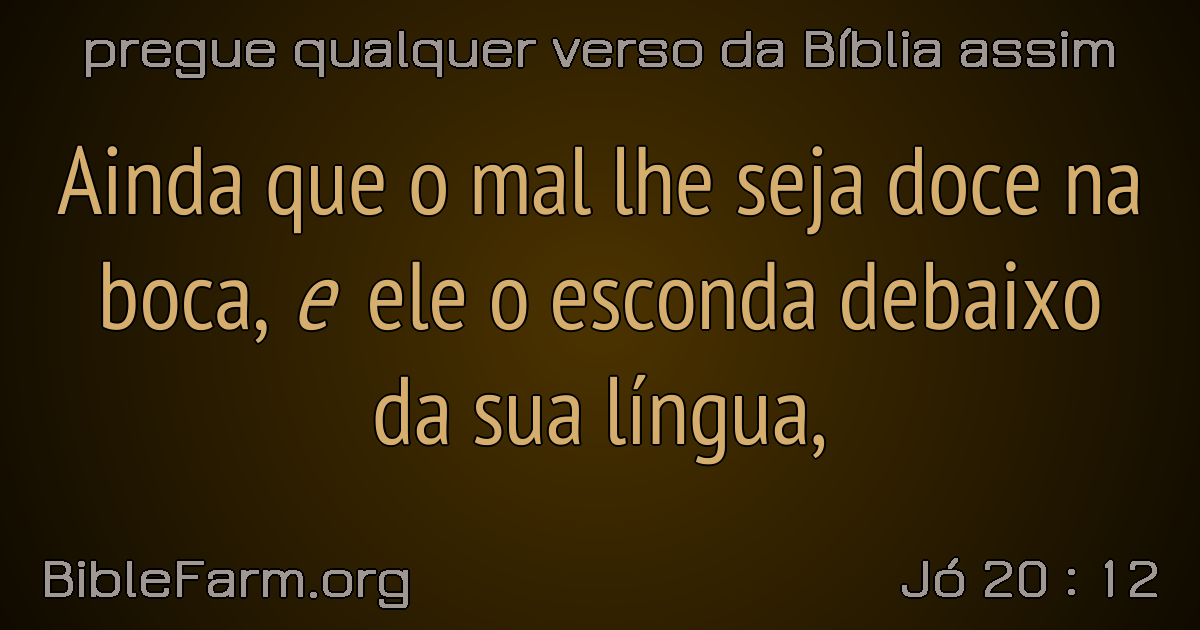 pregue qualquer verso da Bíblia assim
Ainda que o mal lhe seja doce na
boca, e ele o esconda debaixo
da sua língua,
BibleFarm.org
Jó 20 : 12